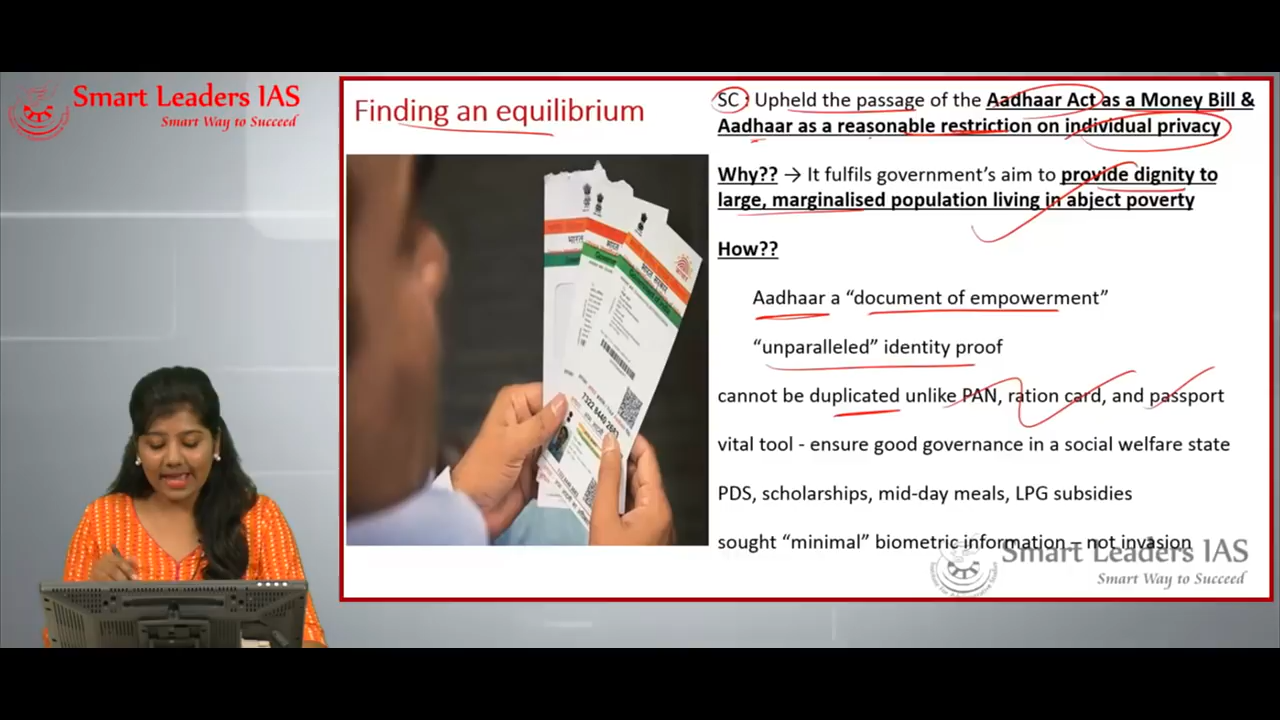 Smart Leaders IAS
Smart Way to Succeed
Finding an equilibrium
SC : Upheld the passage of the Aadhaar Act as a Money Bill &
Aadhaar as a reasonable restriction on individual privacy
Why?? → It fulfils government’s aim to provide dignity to
large, marginalised population living in abject poverty
How??
Aadhaar a “document of empowerment”
“unparalleled” identity proof
cannot be duplicated unlike PAN, ration card, and passport
vital tool - ensure good governance in a social welfare state
PDS, scholarships, mid-day meals, LPG subsidies
sought “minimal” biometric information – not invasion
Smart Leaders IAS
Smart Way to Succeed